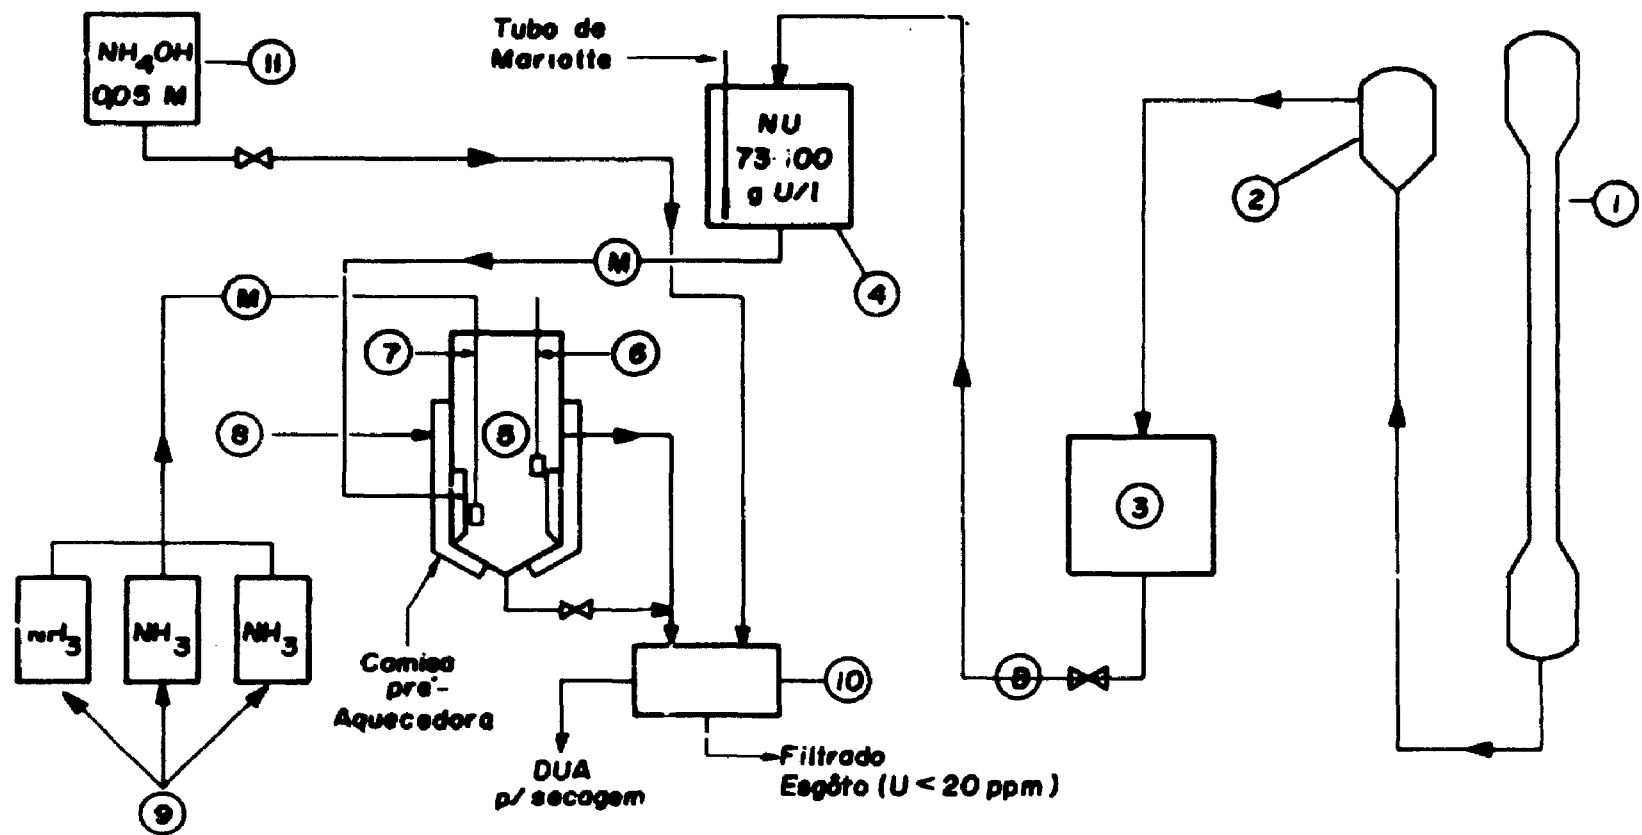 NH4OH
0,05 M
11
Tubo de
Mariotte
NU
73-100
g U/l
4
2
1
M
M
7
6
8
5
3
NH3
NH3
9
Camisa
pré-
Aquecedora
10
B
DUA
p/ secagem
Filtrado
Esgôto (U < 20 ppm)